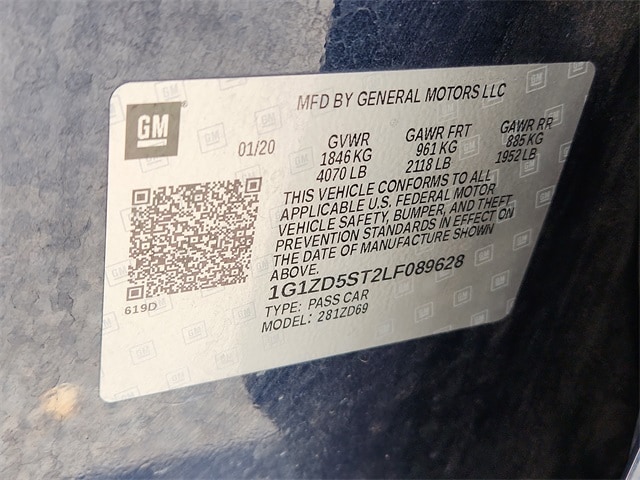 GM
MFD BY GENERAL MOTORS LLC
01/20
GVWR
1846 KG
4070 LB
GAWR FRT
961 KG
2118 LB
GAWR RR
885 KG
1952 LB
THIS VEHICLE CONFORMS TO ALL
APPLICABLE U.S. FEDERAL MOTOR
VEHICLE SAFETY, BUMPER, AND THEFT
PREVENTION STANDARDS IN EFFECT ON
THE DATE OF MANUFACTURE SHOWN
ABOVE.
1G1ZD5ST2LF089628
619D
TYPE: PASS CAR
MODEL: 281ZD69